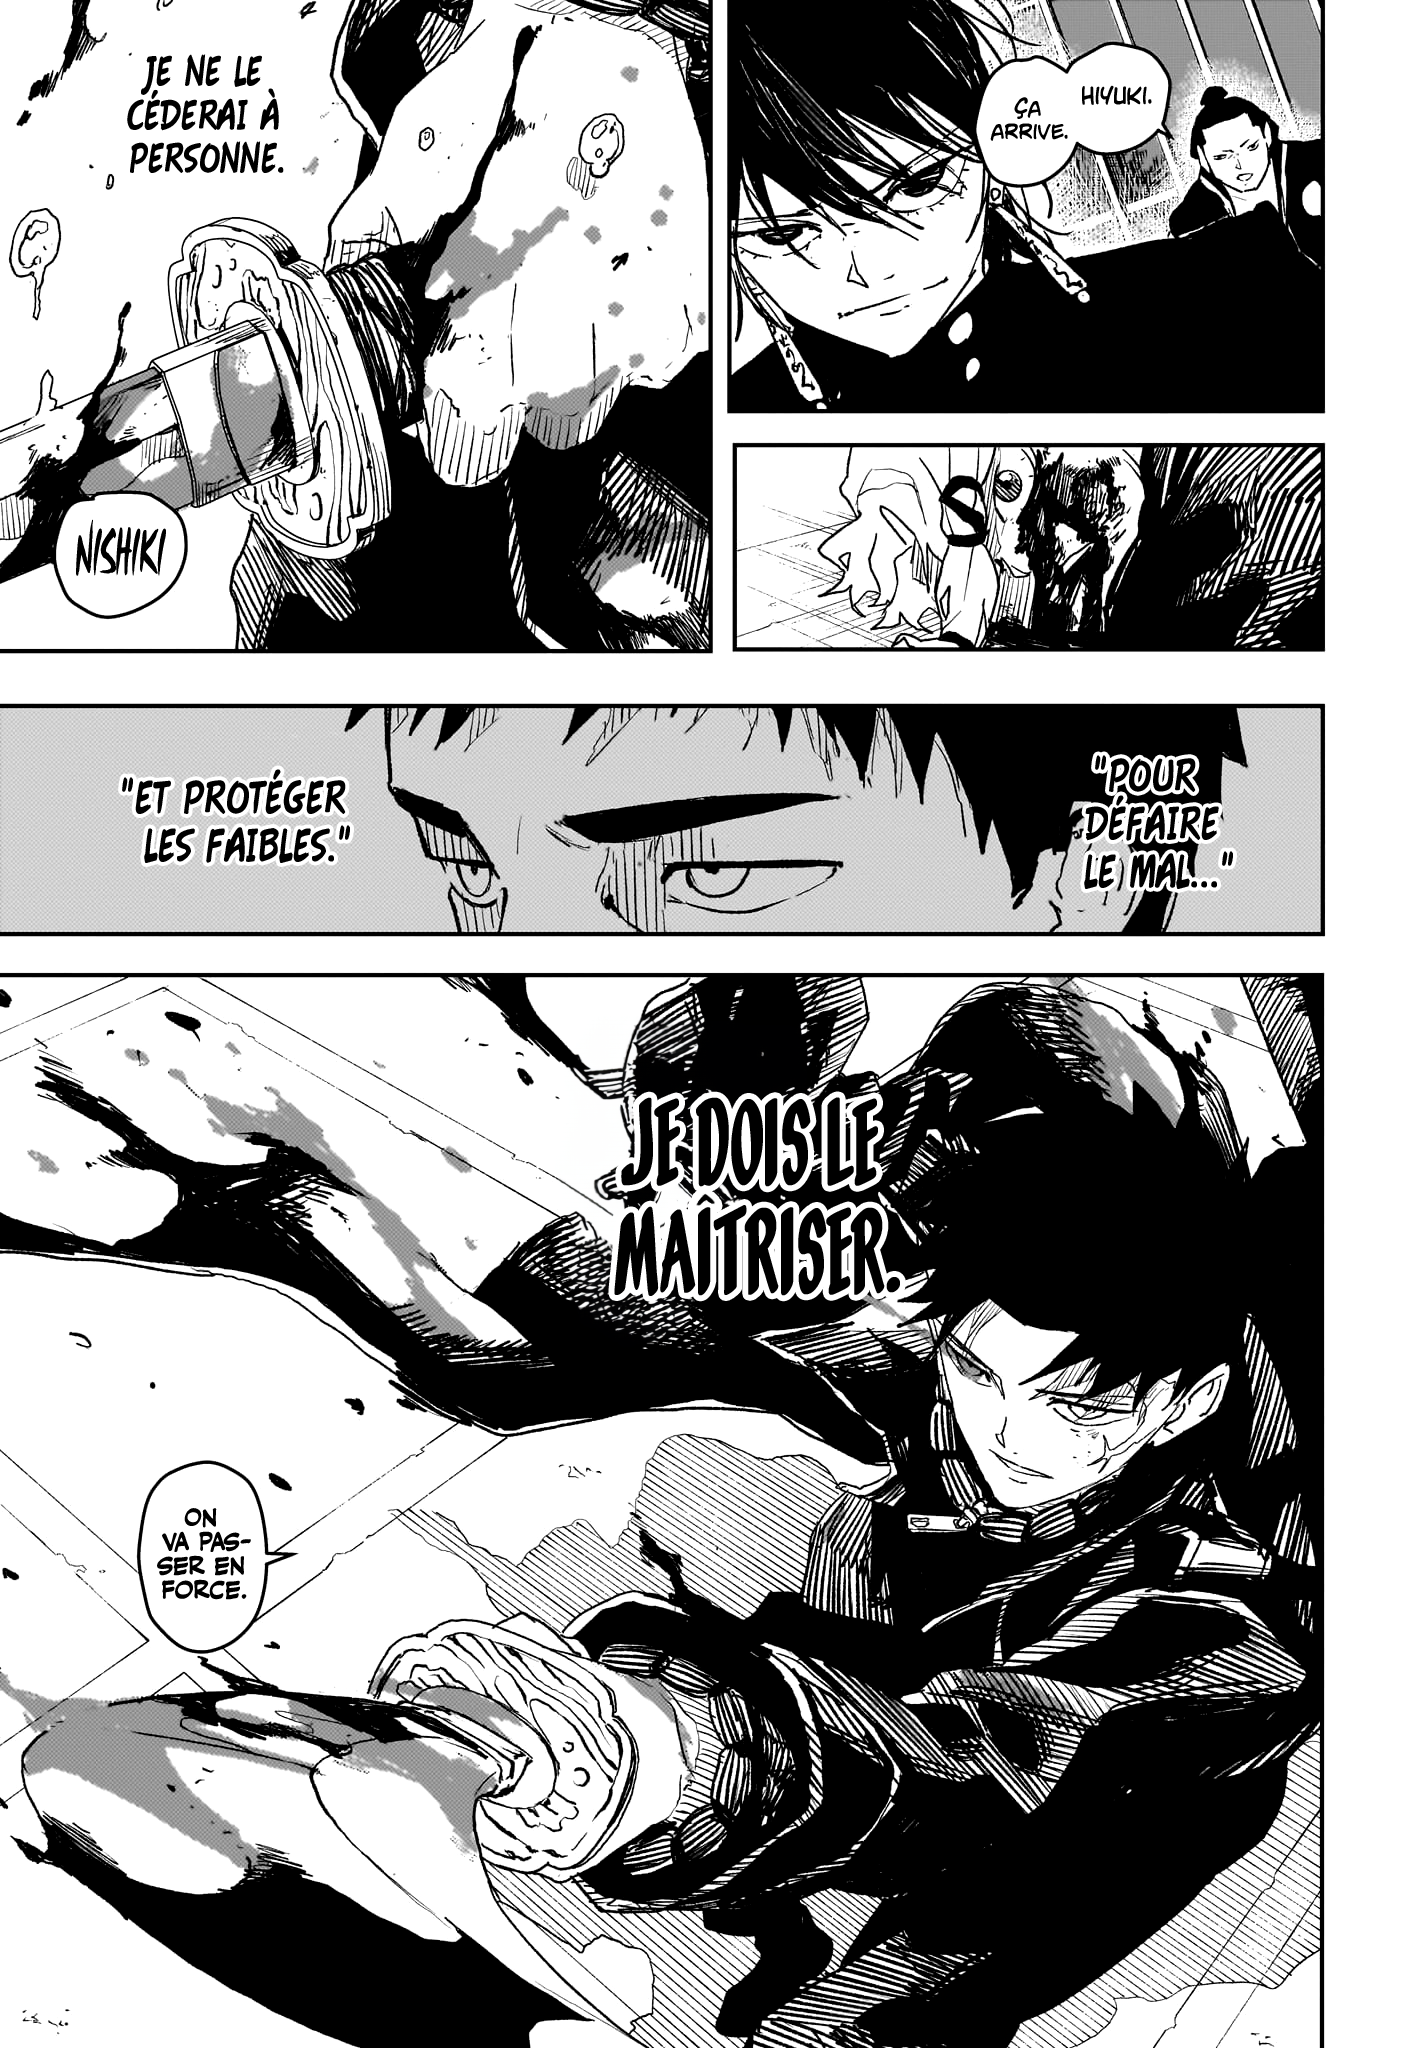 HIYUKI.
ÇA
ARRIVE.
JE NE LE
CÉDERAI À
PERSONNE.
NISHIKI
"POUR
DÉFAIRE
LE MAL..."
"ET PROTÉGER
LES FAIBLES."
JE DOIS LE
MAÎTRISER.
ON
VA PAS-
SER EN
FORCE.